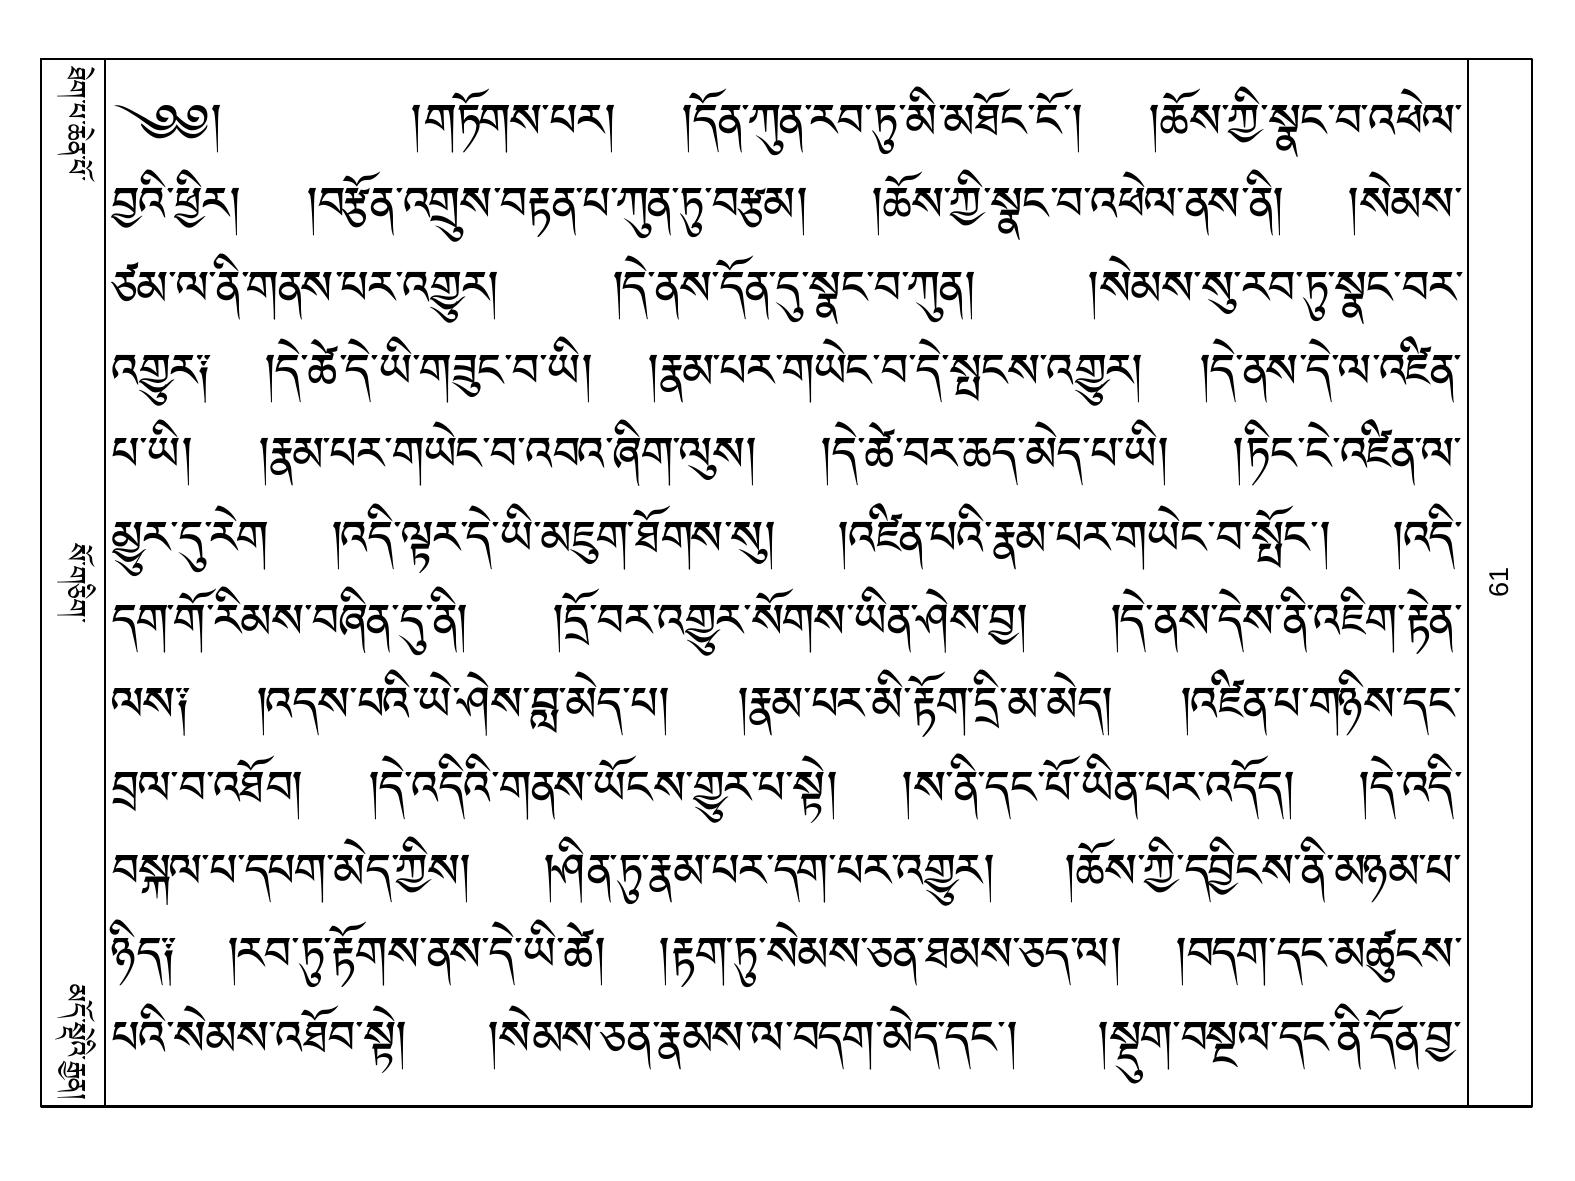 ཐེག་པ་ཆེན་པོ་
སོ་གཅིག་
མདོ་སྡེའི་རྒྱན།
༄༅། །གཏོགས་པར། །དོན་ཀུན་རབ་ཏུ་མི་མཐོང་ངོ་། །ཆོས་ཀྱི་སྣང་བ་འཕེལ་
བྱའི་ཕྱིར། །བརྩོན་འགྲུས་བརྟན་པ་ཀུན་ཏུ་བརྩམ། །ཆོས་ཀྱི་སྣང་བ་འཕེལ་ནས་ནི། །སེམས་
ཙམ་ལ་ནི་གནས་པར་འགྱུར། །དེ་ནས་དོན་དུ་སྣང་བ་ཀུན། །སེམས་སུ་རབ་ཏུ་སྣང་བར་
འགྱུར༑ །དེ་ཚེ་དེ་ཡི་གཟུང་བ་ཡི། །རྣམ་པར་གཡེང་བ་དེ་སྤངས་འགྱུར། །དེ་ནས་དེ་ལ་འཛིན་
པ་ཡི། །རྣམ་པར་གཡེང་བ་འབའ་ཞིག་ལུས། །དེ་ཚེ་བར་ཆད་མེད་པ་ཡི། །ཏིང་ངེ་འཛིན་ལ་
མྱུར་དུ་རེག །འདི་ལྟར་དེ་ཡི་མཇུག་ཐོགས་སུ། །འཛིན་པའི་རྣམ་པར་གཡེང་བ་སྤོང་། །འདི་
དག་གོ་རིམས་བཞིན་དུ་ནི། །དྲོ་བར་འགྱུར་སོགས་ཡིན་ཤེས་བྱ། །དེ་ནས་དེས་ནི་འཇིག་རྟེན་
ལས༑ །འདས་པའི་ཡེ་ཤེས་བླ་མེད་པ། །རྣམ་པར་མི་རྟོག་དྲི་མ་མེད། །འཛིན་པ་གཉིས་དང་
བྲལ་བ་འཐོབ། །དེ་འདིའི་གནས་ཡོངས་གྱུར་པ་སྟེ། །ས་ནི་དང་པོ་ཡིན་པར་འདོད། །དེ་འདི་
བསྐལ་པ་དཔག་མེད་ཀྱིས། །ཤིན་ཏུ་རྣམ་པར་དག་པར་འགྱུར། །ཆོས་ཀྱི་དབྱིངས་ནི་མཉམ་པ་
ཉིད༑ །རབ་ཏུ་རྟོགས་ནས་དེ་ཡི་ཚེ། །རྟག་ཏུ་སེམས་ཅན་ཐམས་ཅད་ལ། །བདག་དང་མཚུངས་
པའི་སེམས་འཐོབ་སྟེ། །སེམས་ཅན་རྣམས་ལ་བདག་མེད་དང་། །སྡུག་བསྔལ་དང་ནི་དོན་བྱ་
61